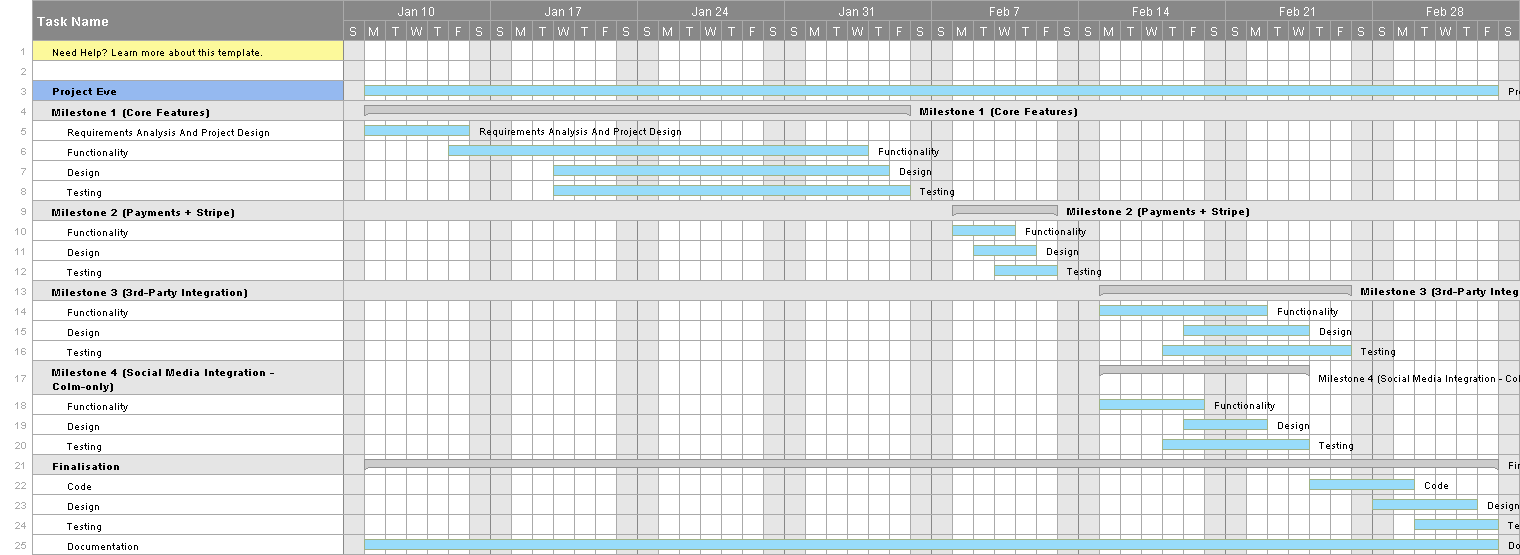 Task Name
Jan 10 Jan 17 Jan 24 Jan 31 Feb 7 Feb 14 Feb 21 Feb 28
S M T W T F S S M T W T F S S M T W T F S S M T W T F S S M T W T F S S M T W T F S S M T W T F S S M T W T F S
1 Need Help? Learn more about this template.
2
3 Project Eve Pr
4 Milestone 1 (Core Features) Milestone 1 (Core Features)
5 Requirements Analysis And Project Design Requirements Analysis And Project Design
6 Functionality Functionality
7 Design Design
8 Testing Testing
9 Milestone 2 (Payments + Stripe) Milestone 2 (Payments + Stripe)
10 Functionality Functionality
11 Design Design
12 Testing Testing
13 Milestone 3 (3rd-Party Integration) Milestone 3 (3rd-Party Integ
14 Functionality Functionality
15 Design Design
16 Testing Testing
17 Milestone 4 (Social Media Integration -
Colm-only) Milestone 4 (Social Media Integration - Col
18 Functionality Functionality
19 Design Design
20 Testing Testing
21 Finalisation Fin
22 Code Code
23 Design Design
24 Testing Te
25 Documentation Do